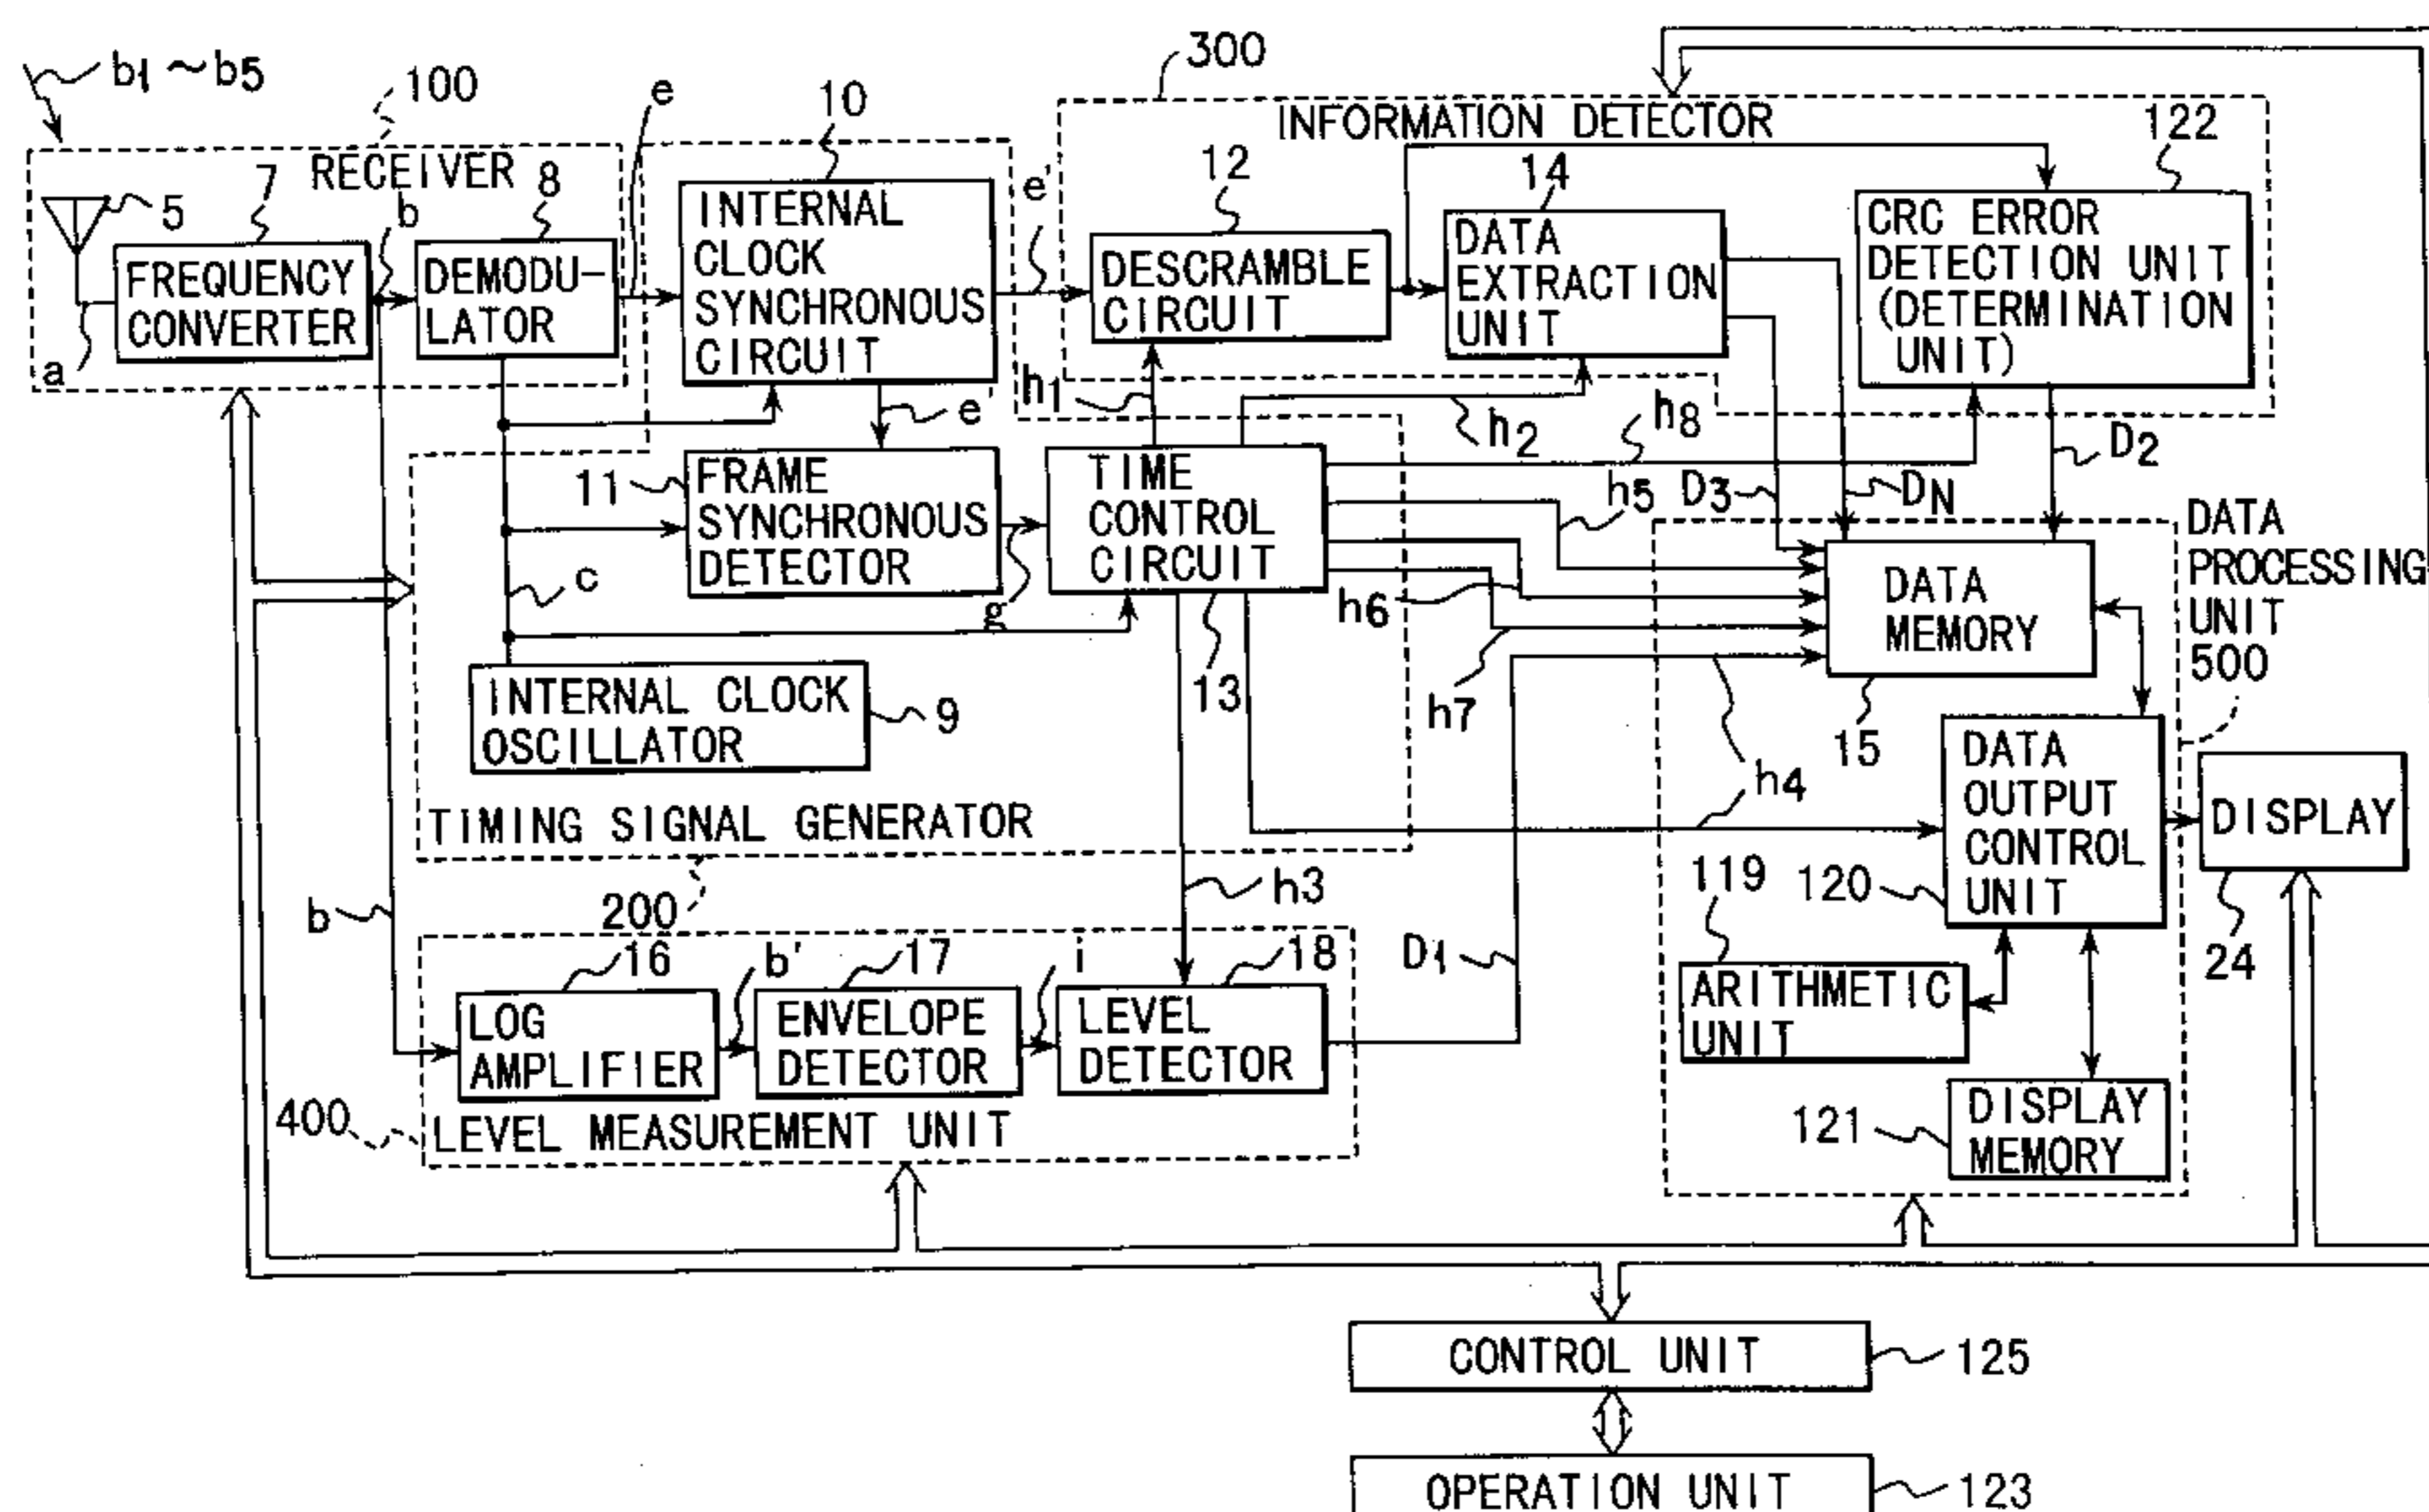 b1 ~ b5
100
e
10
300
INFORMATION DETECTOR
122
RECEIVER
5
7
b
8
a
FREQUENCY
CONVERTER
DEMODU-
LATOR
INTERNAL
CLOCK
SYNCHRONOUS
CIRCUIT
e'
12
DESCRAMBLE
CIRCUIT
14
DATA
EXTRACTION
UNIT
CRC ERROR
DETECTION UNIT
(DETERMINATION
UNIT)
e'
h1
h2
h8
D2
11
FRAME
SYNCHRONOUS
DETECTOR
g
TIME
CONTROL
CIRCUIT
13
h5
D3
DN
h6
h7
h4
c
DATA
MEMORY
15
DATA
PROCESSING
UNIT
500
INTERNAL CLOCK
OSCILLATOR
9
TIMING SIGNAL GENERATOR
200
h3
DATA
OUTPUT
CONTROL
UNIT
120
DISPLAY
24
119
ARITHMETIC
UNIT
121
DISPLAY
MEMORY
b
16
b'
17
i
18
D1
LOG
AMPLIFIER
ENVELOPE
DETECTOR
LEVEL
DETECTOR
400
LEVEL MEASUREMENT UNIT
CONTROL UNIT
125
OPERATION UNIT
123